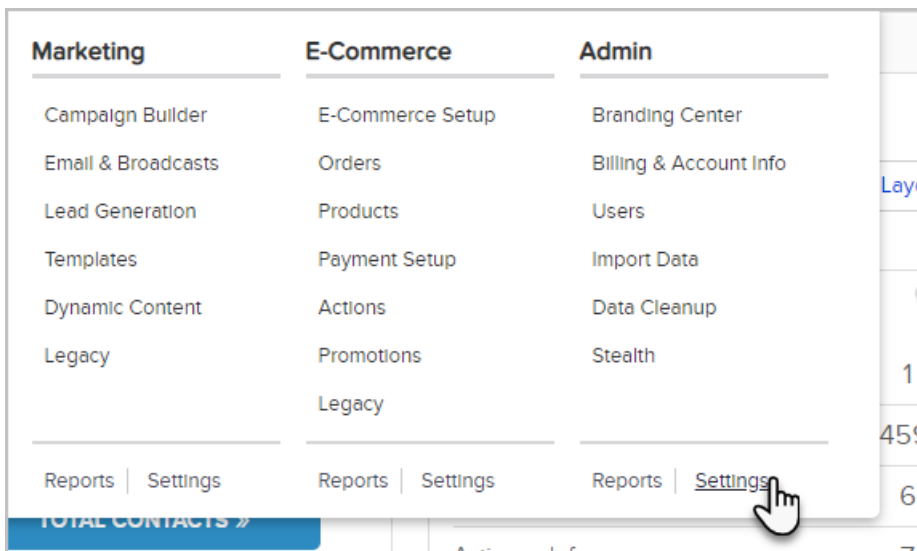 Marketing
Campaign Builder
Email & Broadcasts
Lead Generation
Templates
Dynamic Content
Legacy
Reports | Settings
E-Commerce
E-Commerce Setup
Orders
Products
Payment Setup
Actions
Promotions
Legacy
Reports | Settings
Admin
Branding Center
Billing & Account Info
Users
Import Data
Data Cleanup
Stealth
Reports | Settings
TOTAL CONTACTS »